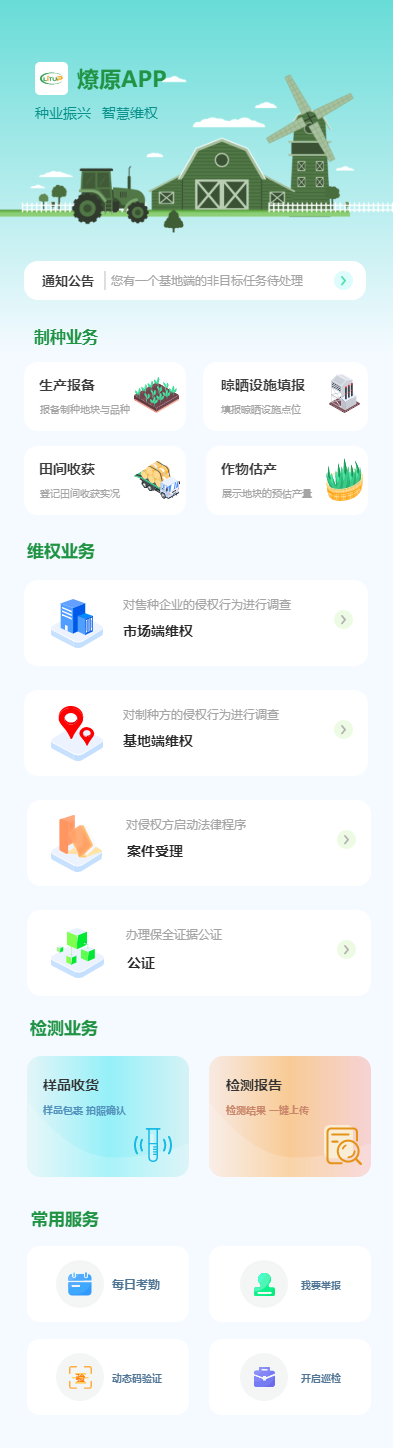 LiYuP
燎原APP
种业振兴 智慧维权
通知公告
您有一个基地端的非目标任务待处理
制种业务
生产报备
报备制种地块与品种
晾晒设施填报
填报晾晒设施点位
田间收获
登记田间收获实况
作物估产
展示地块的预估产量
维权业务
对售种企业的侵权行为进行调查
市场端维权
对制种方的侵权行为进行调查
基地端维权
对侵权方启动法律程序
案件受理
办理保全证据公证
公证
检测业务
样品收货
样品包裹 拍照确认
检测报告
检测结果 一键上传
常用服务
每日考勤
我要举报
动态码验证
开启巡检